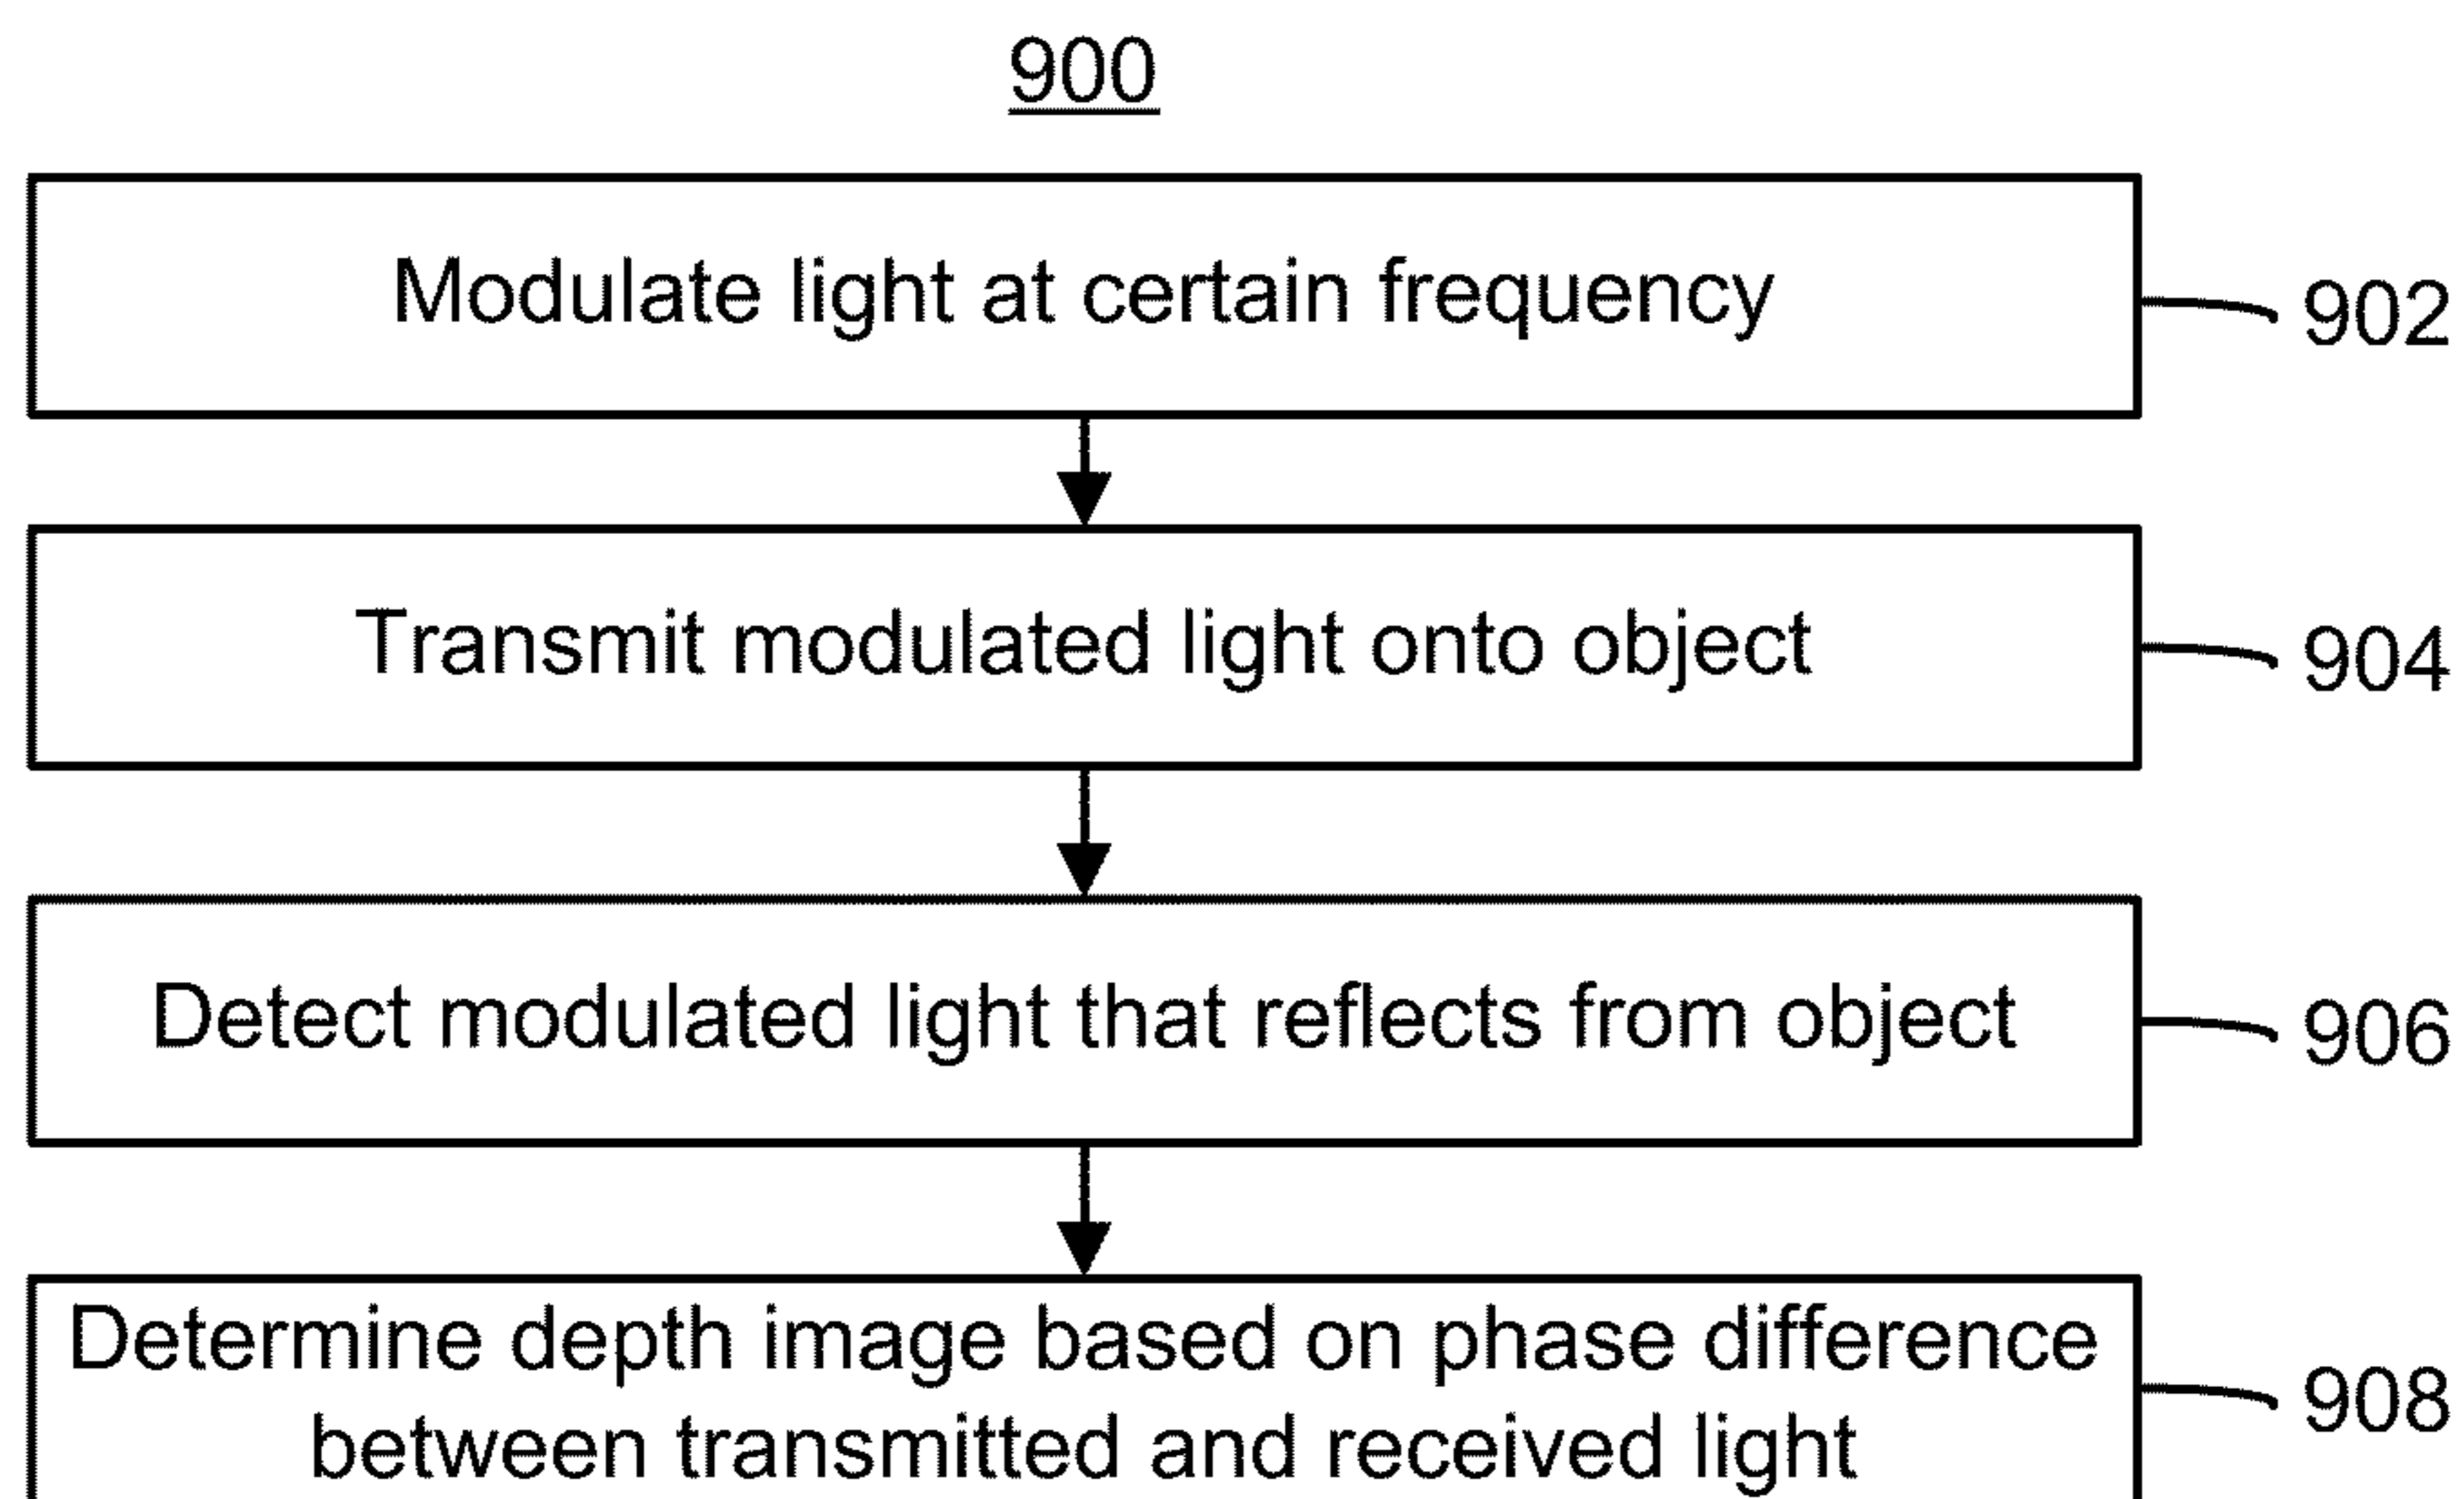 900
Modulate light at certain frequency
902
Transmit modulated light onto object
904
Detect modulated light that reflects from object
906
Determine depth image based on phase difference
between transmitted and received light
908